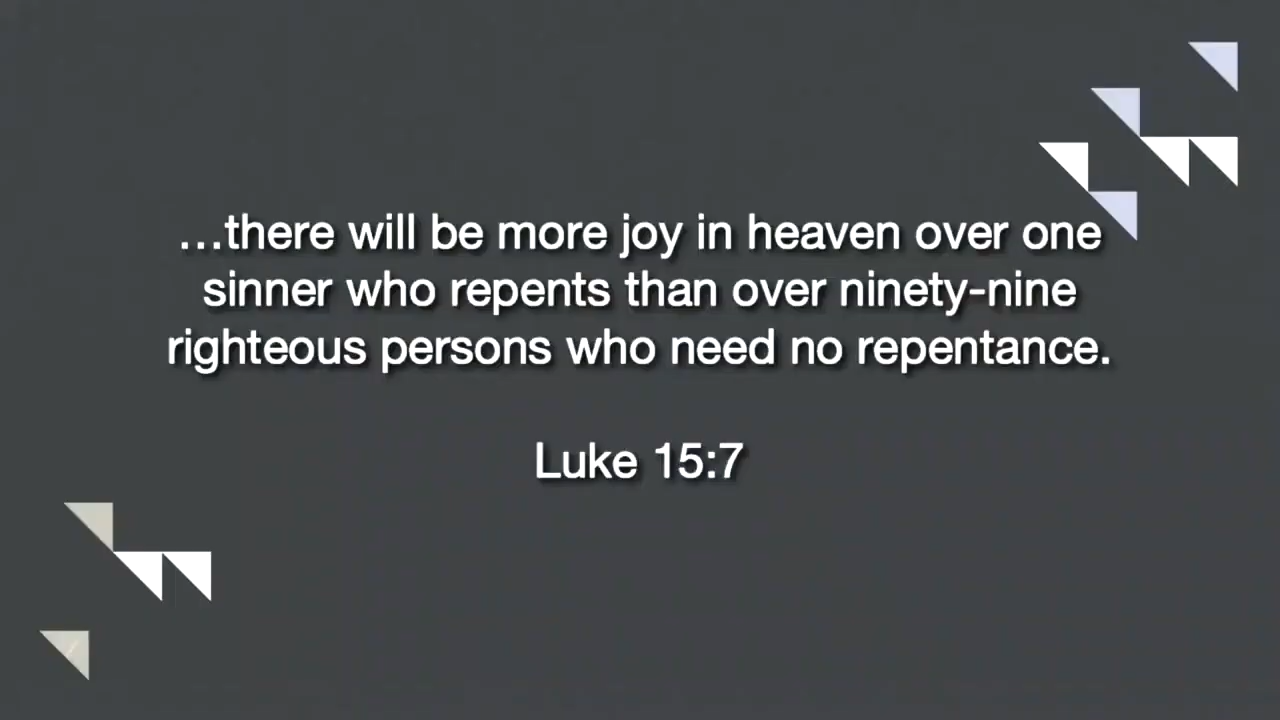 …there will be more joy in heaven over one
sinner who repents than over ninety-nine
righteous persons who need no repentance.
Luke 15:7